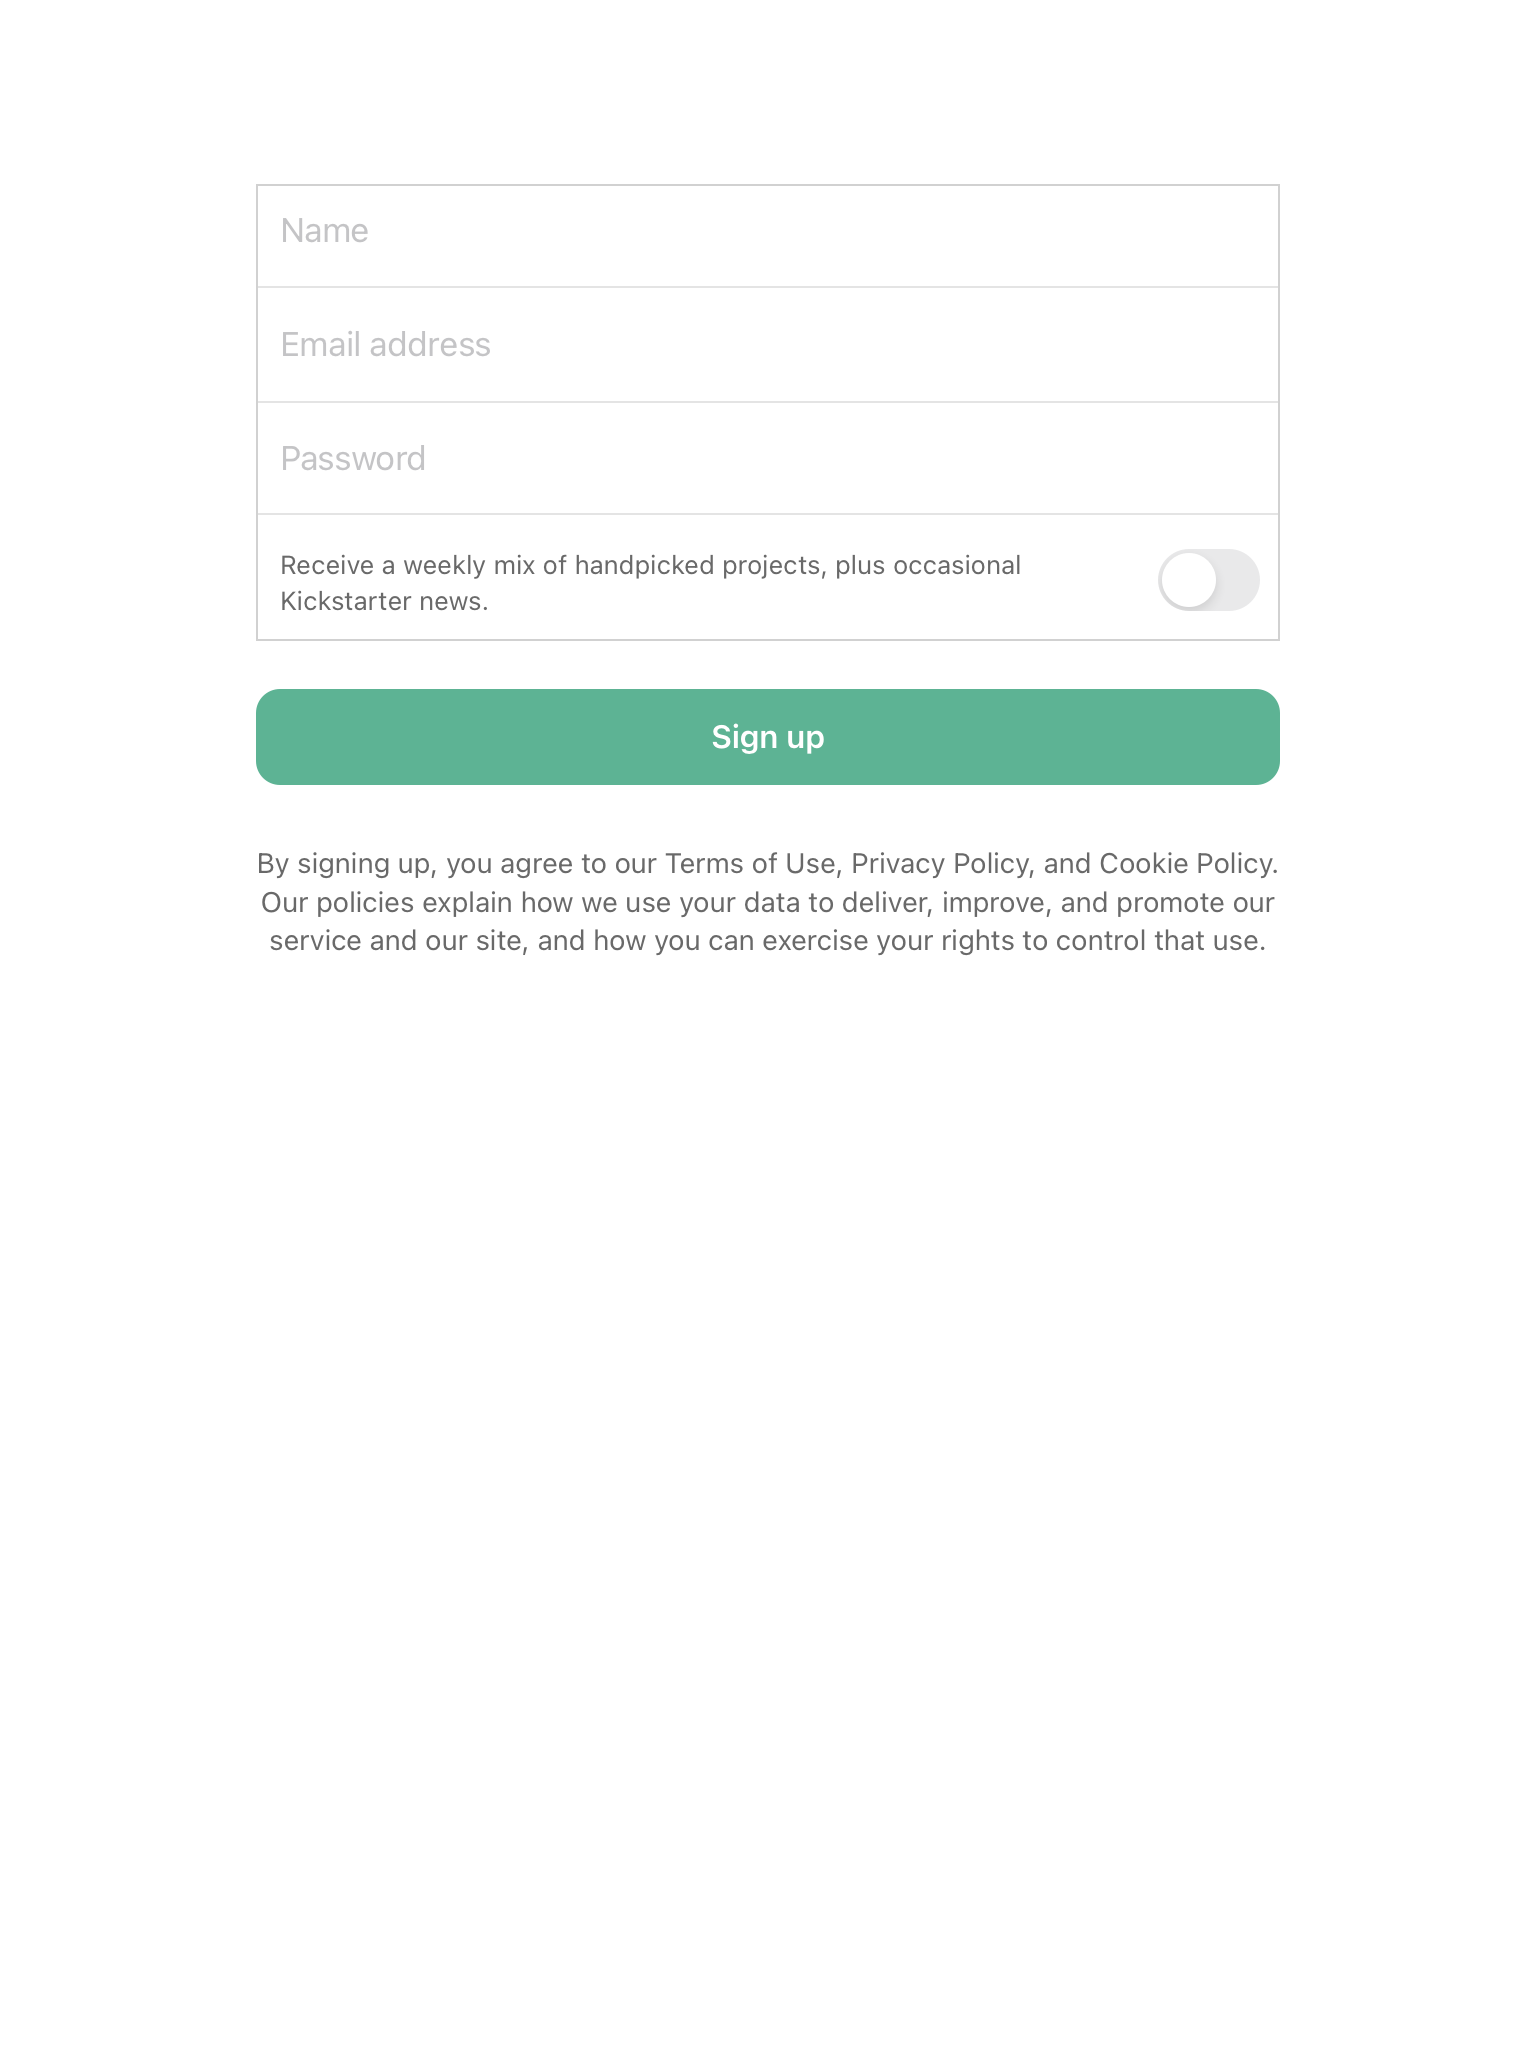 Name
Email address
Password
Receive a weekly mix of handpicked projects, plus occasional
Kickstarter news.
Sign up
By signing up, you agree to our Terms of Use, Privacy Policy, and Cookie Policy.
Our policies explain how we use your data to deliver, improve, and promote our
service and our site, and how you can exercise your rights to control that use.